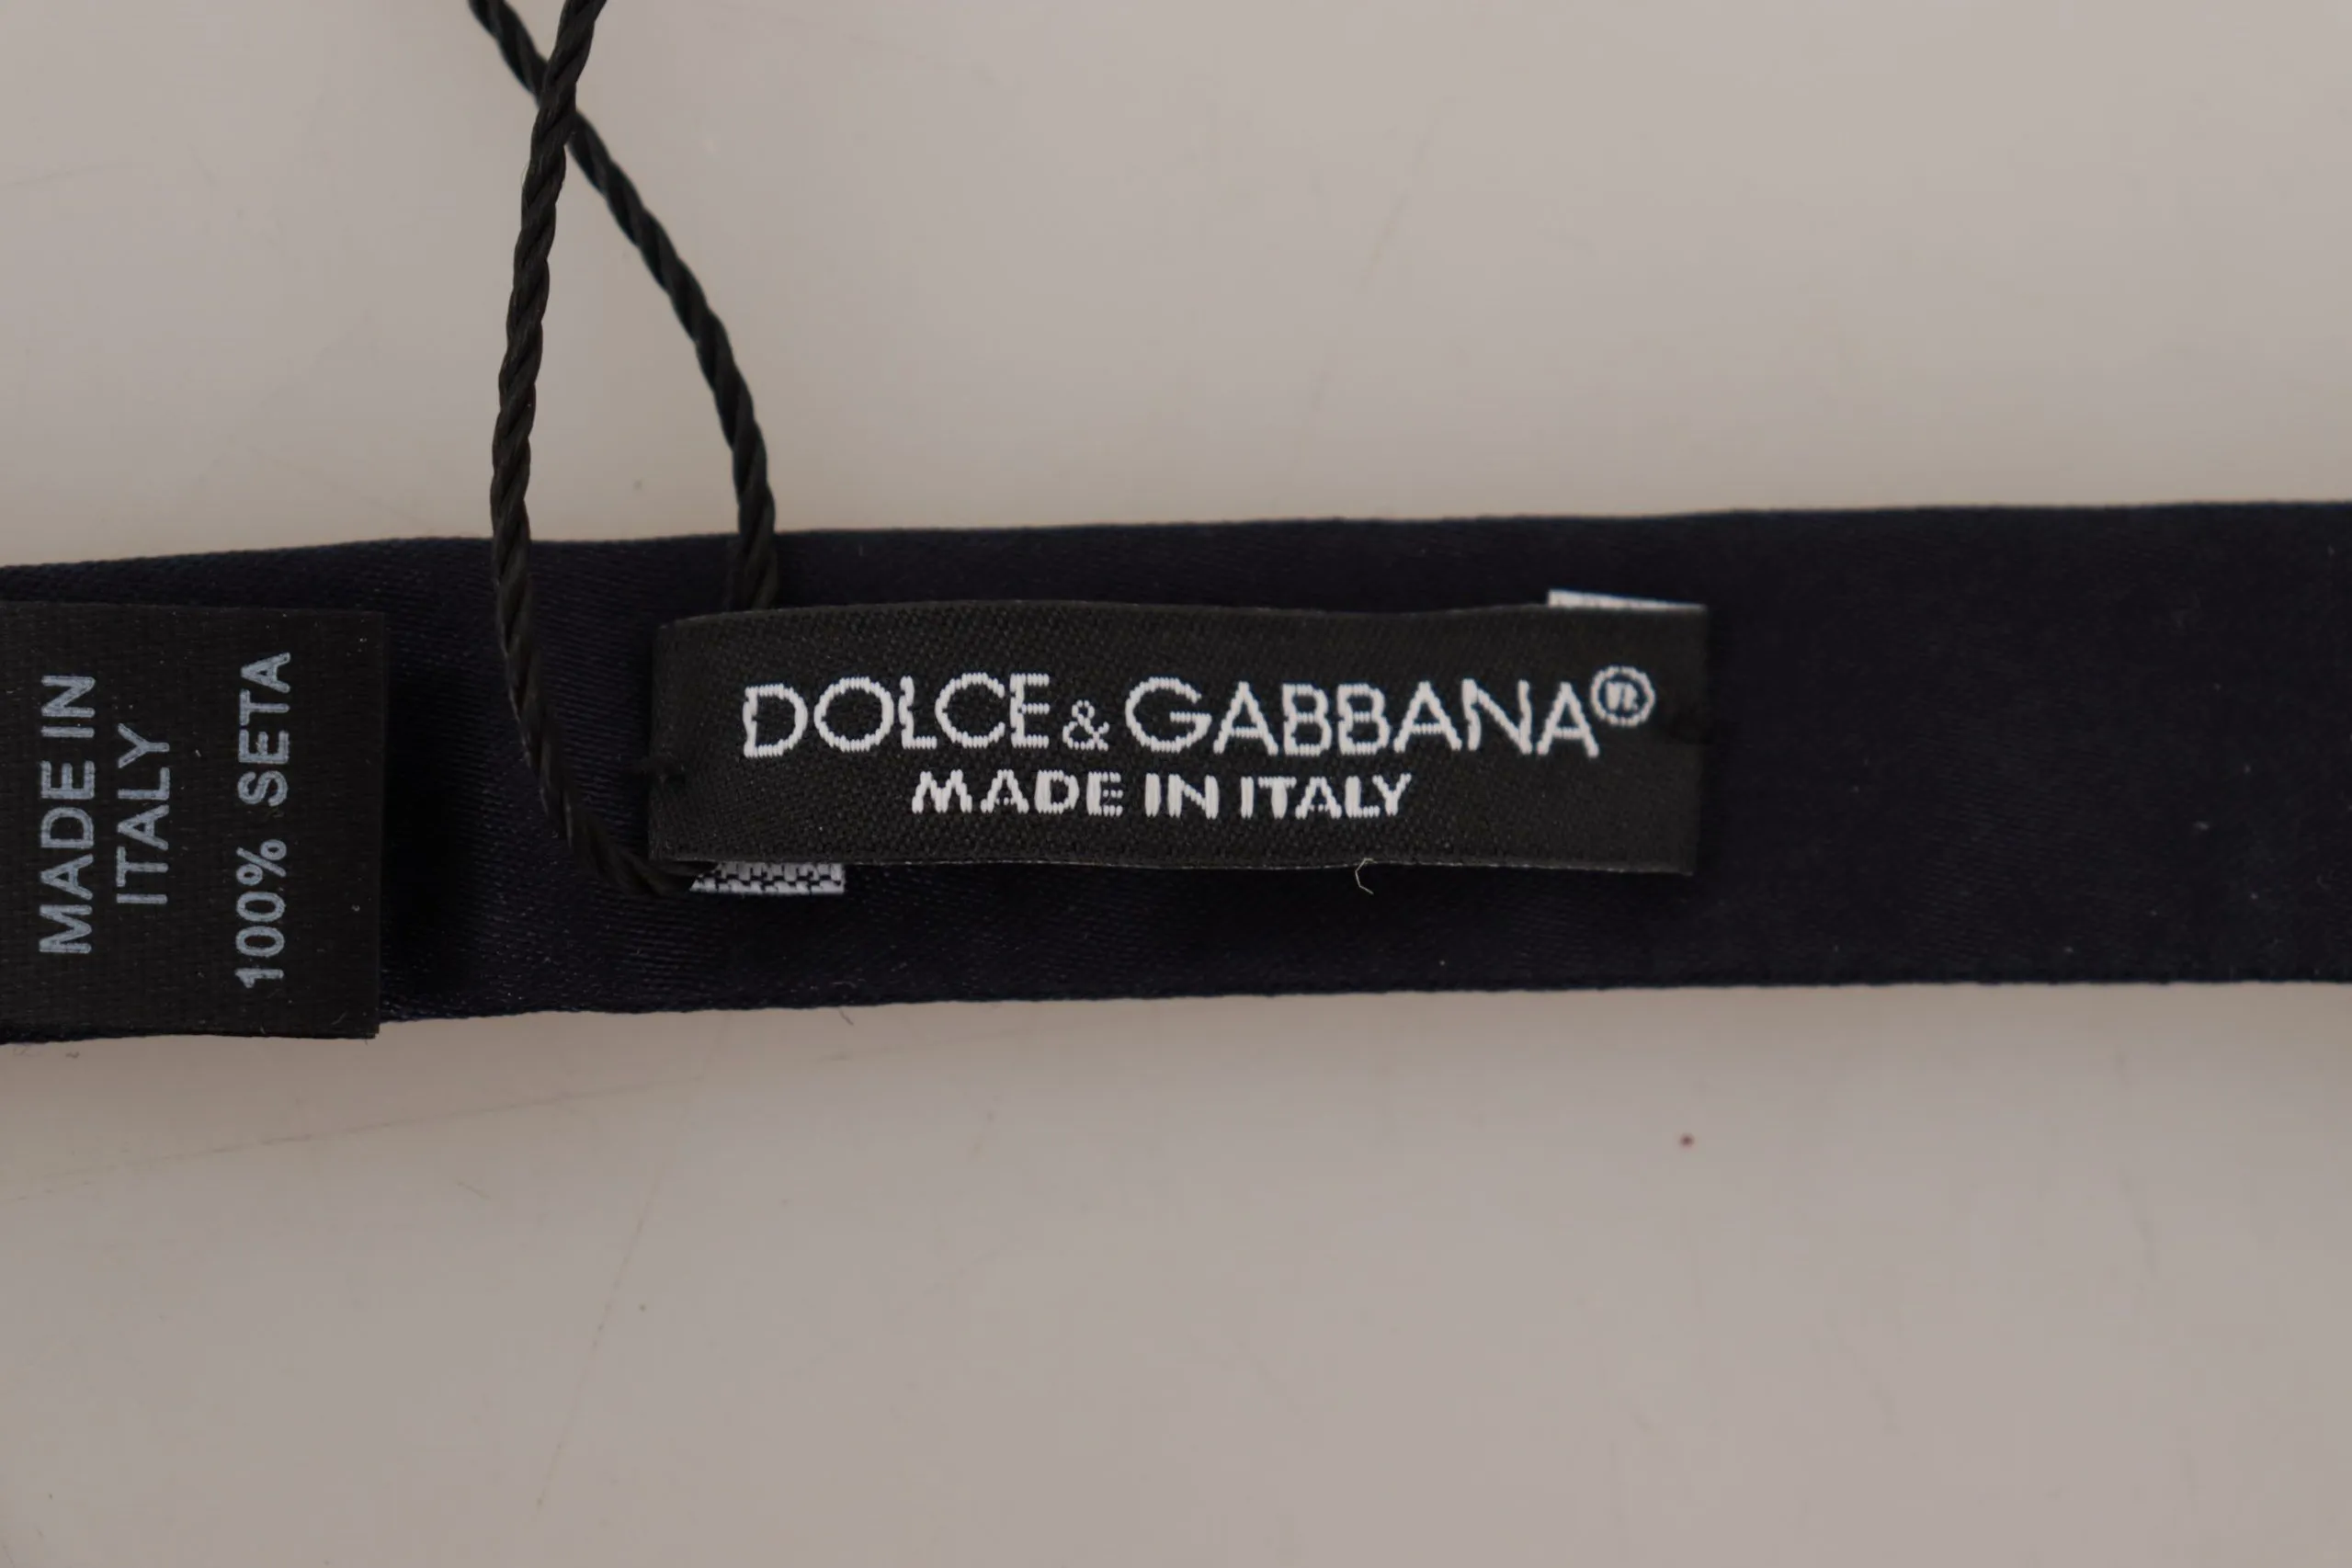 MADE IN
ITALY
100% SETA
DOLCE & GABBANA®
MADE IN ITALY